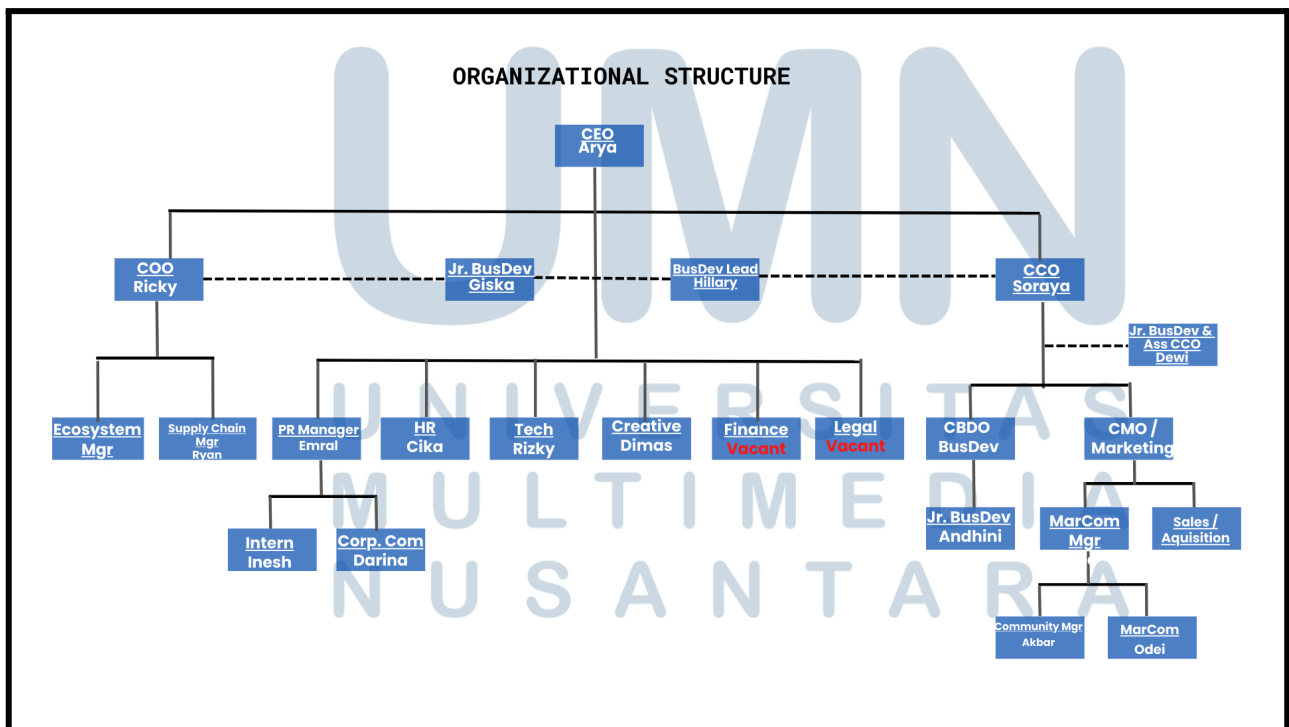 ORGANIZATIONAL STRUCTURE
CEO
Arya
COO
Ricky
Jr. BusDev
Giska
BusDev Lead
Hillary
CCO
Soraya
Jr. BusDev &
Ass CCO
Dewi
Ecosystem
Mgr
Supply Chain
Mgr
Ryan
PR Manager
Emral
HR
Cika
Tech
Rizky
Creative
Dimas
Finance
Vacant
Legal
Vacant
CBDO
BusDev
CMO /
Marketing
Intern
Inesh
Corp. Com
Darina
Jr. BusDev
Andhini
MarCom
Mgr
Sales /
Aquisition
Community Mgr
Akbar
MarCom
Odei
UMN
UNIVERSITAS
MULTIMEDIA
NUSANTARA